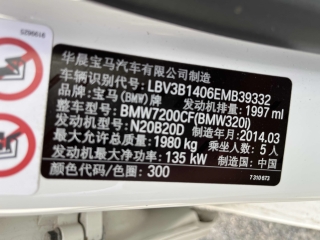 华晨宝马汽车有限公司制造
车辆识别代号: LBV3B1406EMB39332
发动机排量: 1997 ml
品牌: 宝马(BMW)牌
型号: BMW7200CF(BMW320i)
发动机型号: N20B20D 制造年月: 2014.03
最大允许总质量: 1980 kg 乘坐人数: 5人
发动机最大净功率: 135 kW 制造国: 中国
颜色代码/色圈: 300
7 310 673